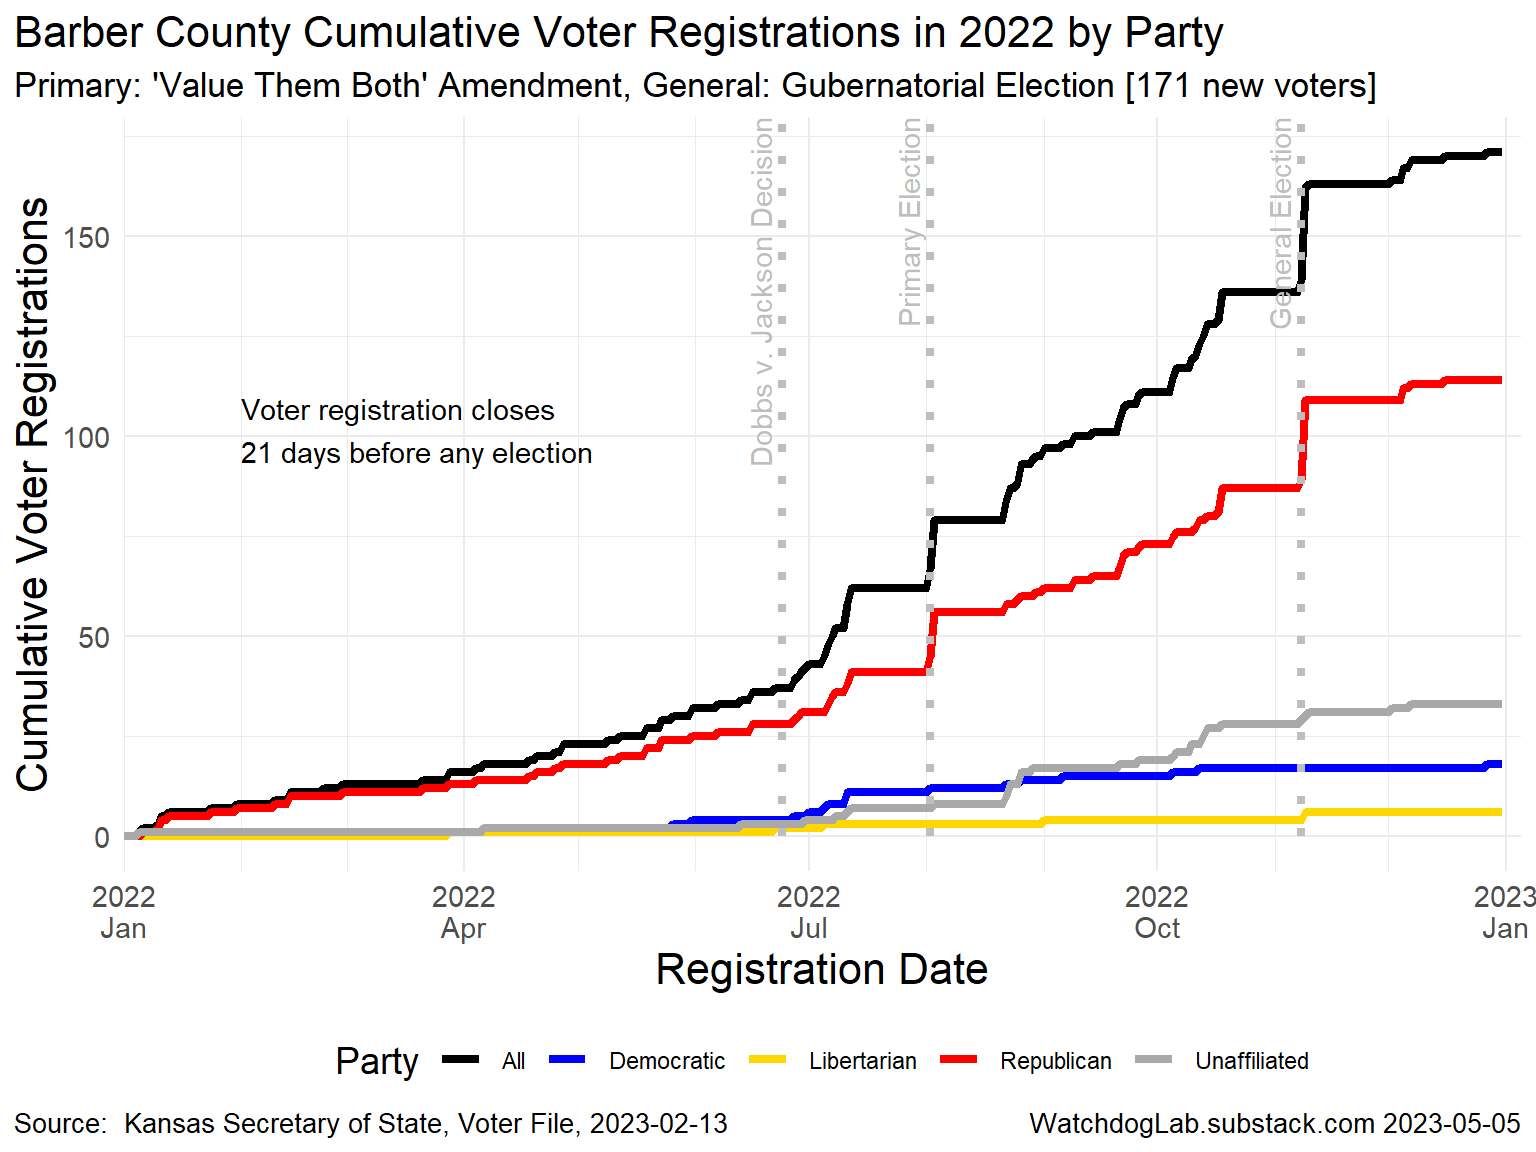 Barber County Cumulative Voter Registrations in 2022 by Party
Primary: 'Value Them Both' Amendment, General: Gubernatorial Election [171 new voters]
Cumulative Voter Registrations
150
100
50
0
Dobbs v. Jackson Decision
Primary Election
General Election
Voter registration closes
21 days before any election
2022
Jan
2022
Apr
2022
Jul
2022
Oct
2023
Jan
Registration Date
Party
All
Democratic
Libertarian
Republican
Unaffiliated
Source:  Kansas Secretary of State, Voter File, 2023-02-13
WatchdogLab.substack.com 2023-05-05